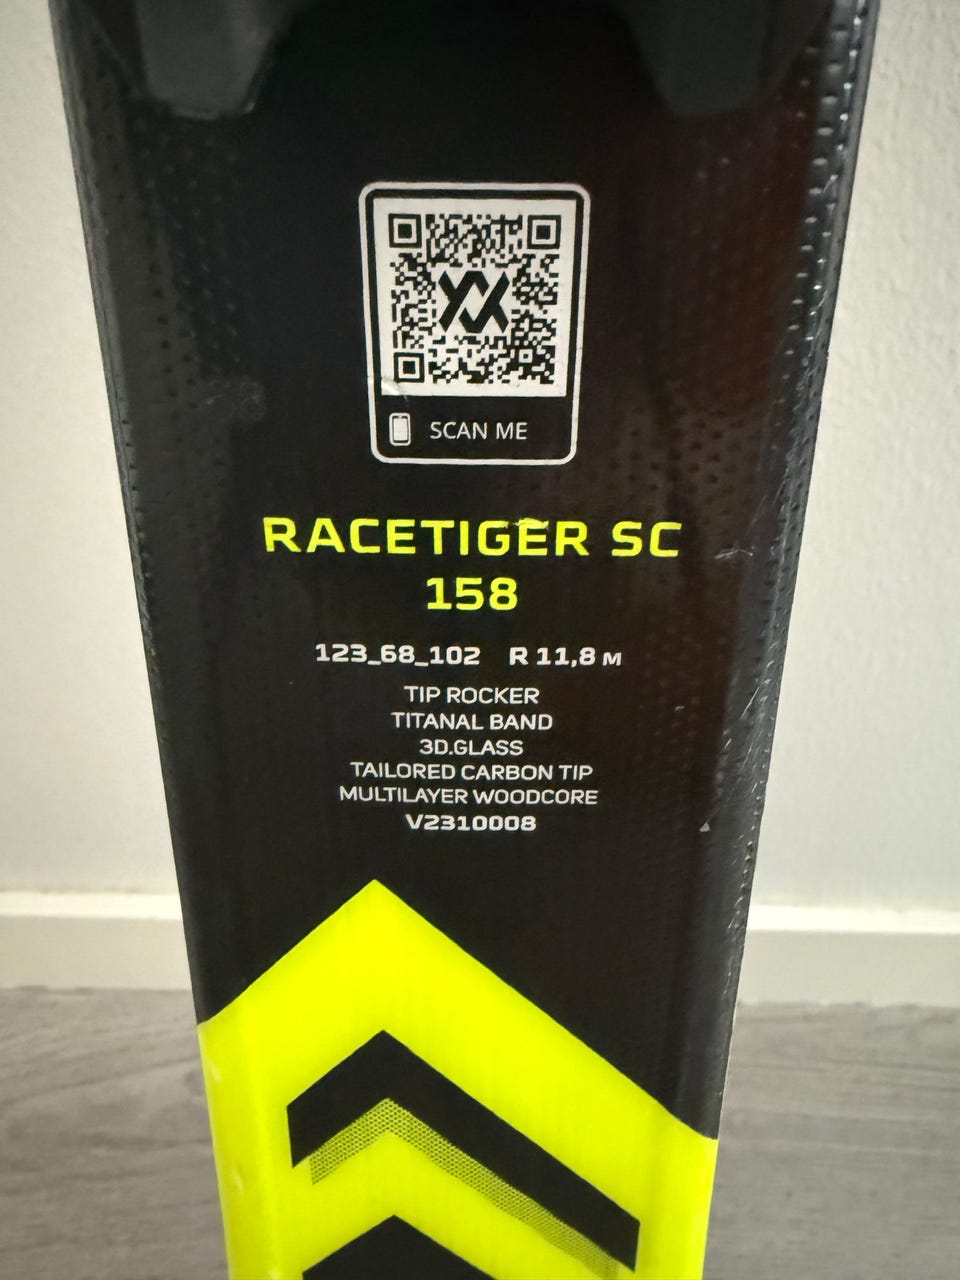 SCAN ME
RACETIGER SC
158
123_68_102 R 11,8 M
TIP ROCKER
TITANAL BAND
3D.GLASS
TAILORED CARBON TIP
MULTILAYER WOODCORE
V2310008